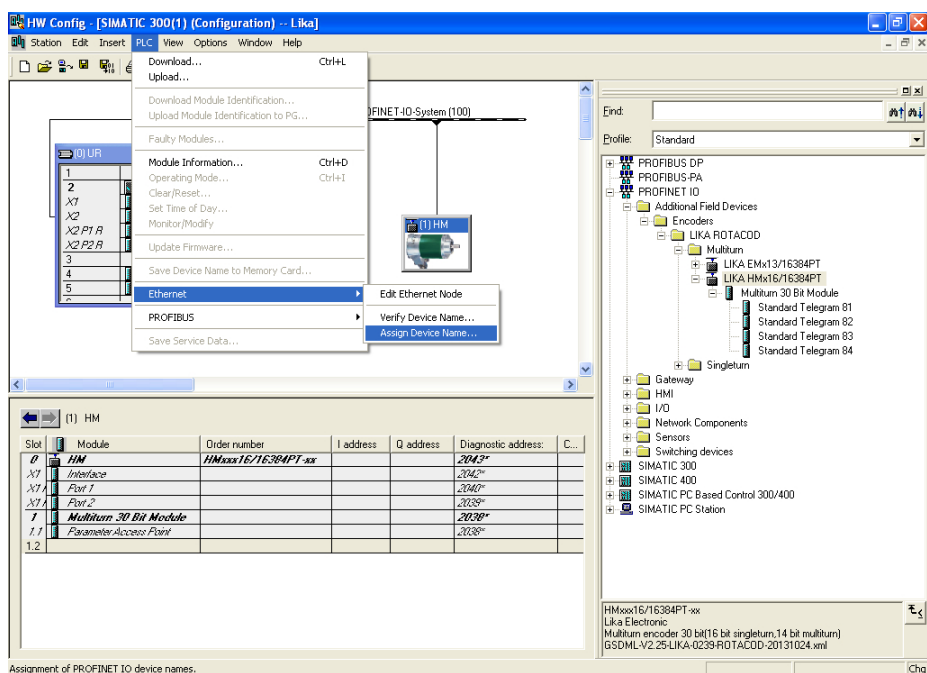 HW Config - [SIMATIC 300(1) (Configuration) -- Lika]
Station Edit Insert PLC View Options Window Help
Download... Ctrl+L
Upload...
Download Module Identification...
Upload Module Identification to PG...
Faulty Modules...
Module Information... Ctrl+D
Operating Mode... Ctrl+I
Clear/Reset...
Set Time of Day...
Monitor/Modify
Update Firmware...
Save Device Name to Memory Card...
Ethernet
PROFIBUS
Save Service Data...
Edit Ethernet Node
Verify Device Name...
Assign Device Name...
(0) UR
1
2
X1
X2
X2 P1 R
X2 P2 R
3
4
5
OFINET-IO-System (100)
(1) HM
Find:
Profile: Standard
PROFIBUS DP
PROFIBUS-PA
PROFINET IO
Additional Field Devices
Encoders
LIKA ROTACOD
Multiturn
LIKA EMx13/16384PT
LIKA HMx16/16384PT
Multiturn 30 Bit Module
Standard Telegram 81
Standard Telegram 82
Standard Telegram 83
Standard Telegram 84
Singleturn
Gateway
HMI
I/O
Network Components
Sensors
Switching devices
SIMATIC 300
SIMATIC 400
SIMATIC PC Based Control 300/400
SIMATIC PC Station
(1) HM
Slot Module Order number I address Q address Diagnostic address: C...
0 HM HMxxx16/16384PT-xx 2043*
X1 Interface 2042*
X1 Port 1 2040*
X1 Port 2 2039*
1 Multiturn 30 Bit Module 2038*
1.1 Parameter Access Point 2038*
1.2
HMxxx16/16384PT-xx
Lika Electronic
Multiturn encoder 30 bit(16 bit singleturn,14 bit multiturn)
GSDML-V2.25-LIKA-0239-ROTACOD-20131024.xml
Assignment of PROFINET IO device names. Chg